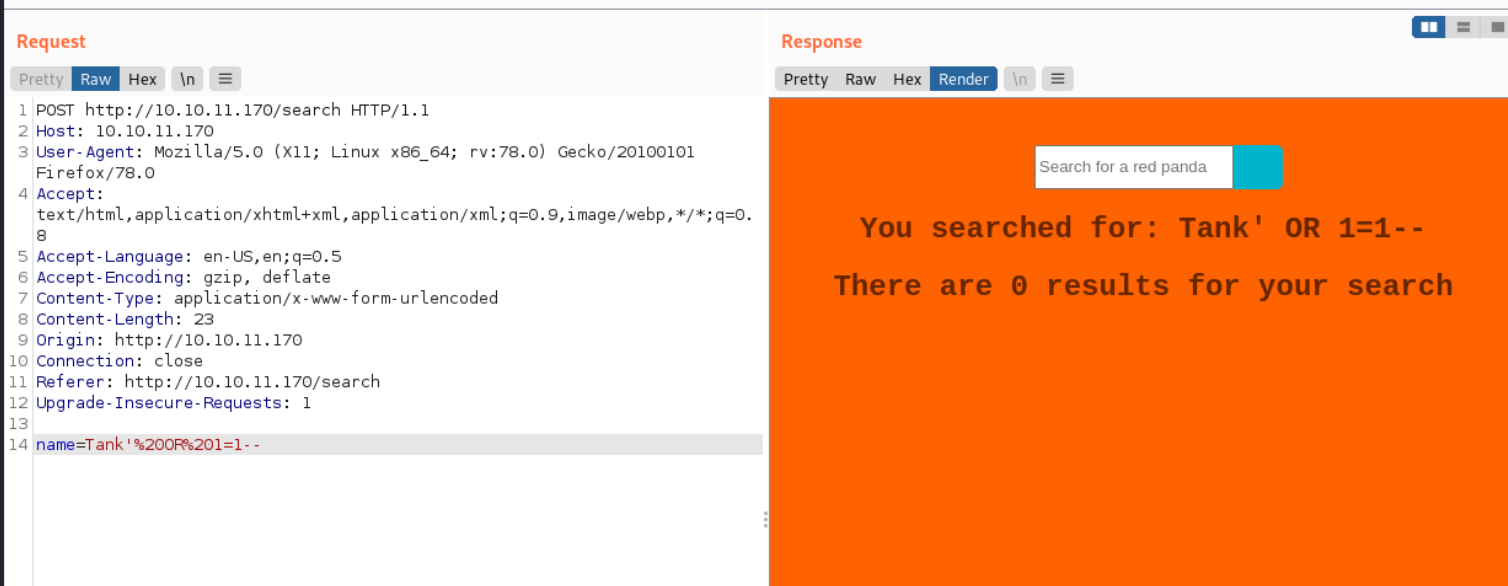 Request
Response
Pretty Raw Hex \n
Pretty Raw Hex Render \n
1 POST http://10.10.11.170/search HTTP/1.1
2 Host: 10.10.11.170
3 User-Agent: Mozilla/5.0 (X11; Linux x86_64; rv:78.0) Gecko/20100101
Firefox/78.0
4 Accept:
text/html,application/xhtml+xml,application/xml;q=0.9,image/webp,*/*;q=0.
8
5 Accept-Language: en-US,en;q=0.5
6 Accept-Encoding: gzip, deflate
7 Content-Type: application/x-www-form-urlencoded
8 Content-Length: 23
9 Origin: http://10.10.11.170
10 Connection: close
11 Referer: http://10.10.11.170/search
12 Upgrade-Insecure-Requests: 1
13
14 name=Tank'%20OR%201=1--
Search for a red panda
You searched for: Tank' OR 1=1--
There are 0 results for your search